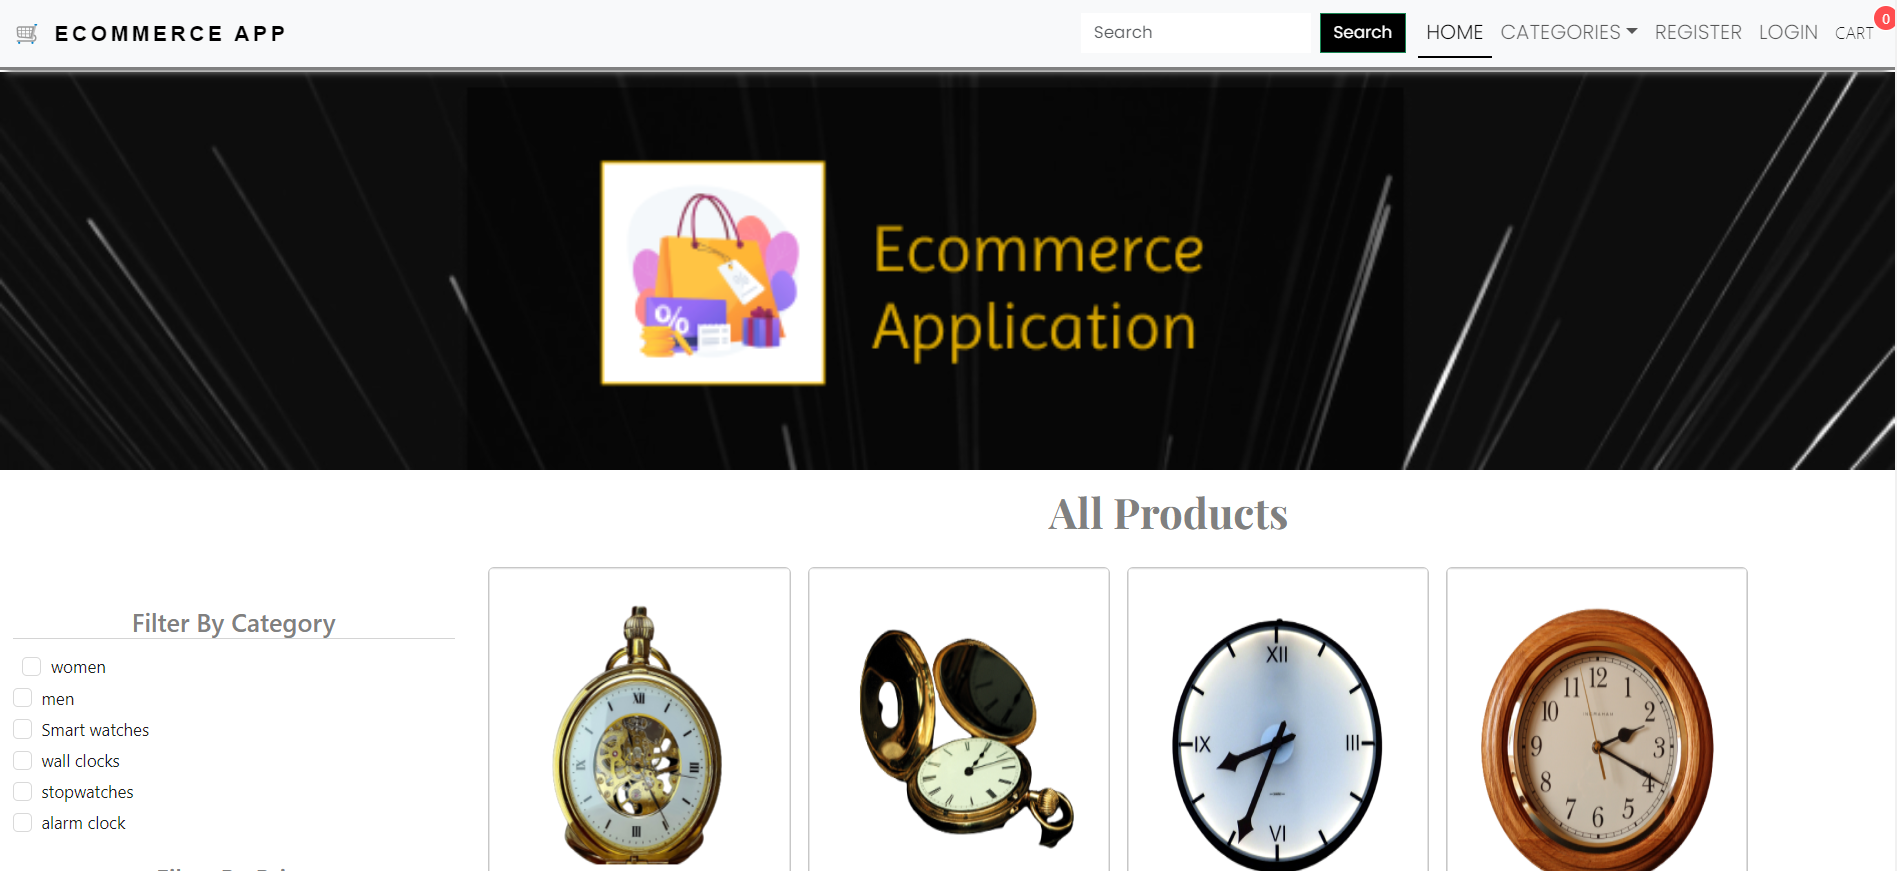 ECOMMERCE APP
Search
Search
HOME
CATEGORIES
REGISTER
LOGIN
CART
0
%
Ecommerce
Application
All Products
Filter By Category
women
men
Smart watches
wall clocks
stopwatches
alarm clock
XII
III
XII
IX
III
VI
12
1
2
3
4
5
6
7
8
9
10
11